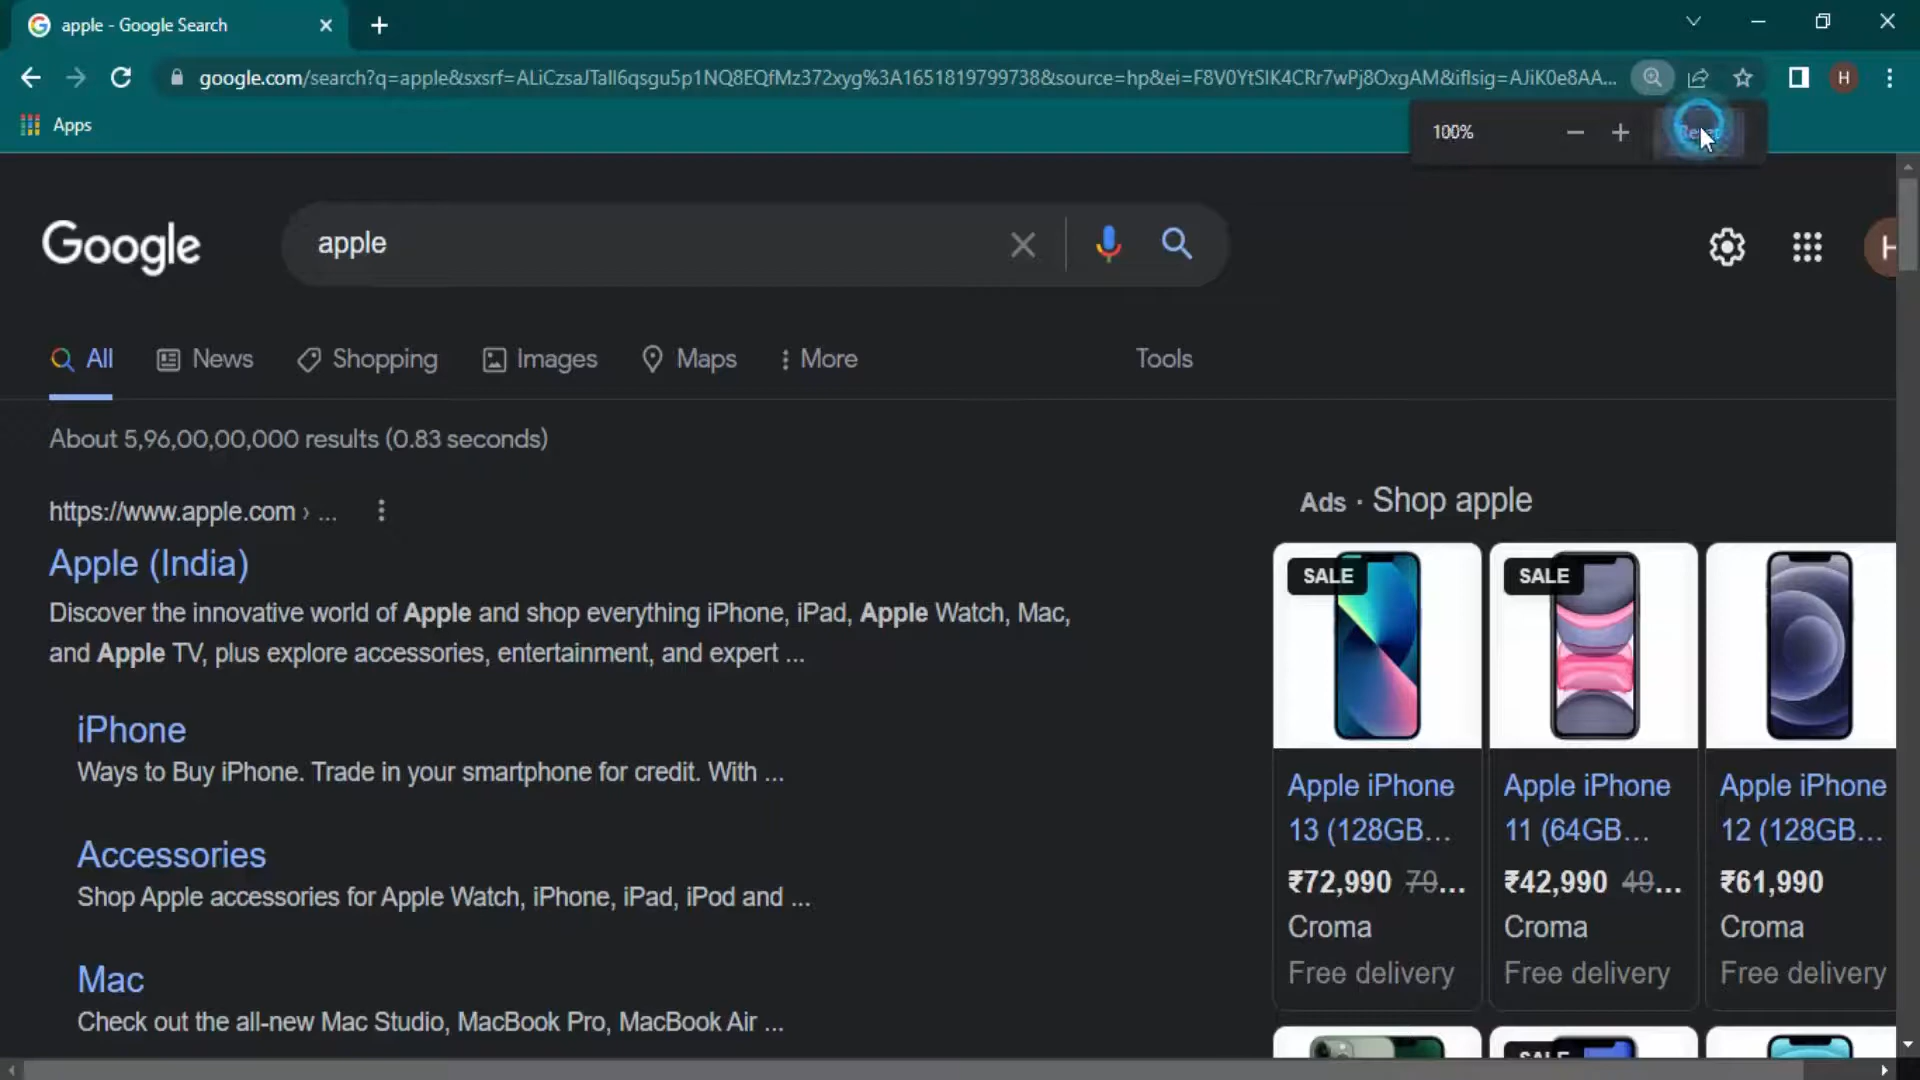 apple - Google Search
google.com/search?q=apple&sxsrf=ALiCzsaJTall6qsgu5p1NQ8EQfMz372xyg%3A1651819799738&source=hp&ei=F8V0YtSIK4CRr7wPj8OxgAM&iflsig=AJiK0e8AA...
H
Apps
100%
Reset
Google
apple
H
All
News
Shopping
Images
Maps
More
Tools
About 5,96,00,00,000 results (0.83 seconds)
https://www.apple.com › ...
Apple (India)
Discover the innovative world of Apple and shop everything iPhone, iPad, Apple Watch, Mac,
and Apple TV, plus explore accessories, entertainment, and expert ...
iPhone
Ways to Buy iPhone. Trade in your smartphone for credit. With ...
Accessories
Shop Apple accessories for Apple Watch, iPhone, iPad, iPod and ...
Mac
Check out the all-new Mac Studio, MacBook Pro, MacBook Air ...
Ads · Shop apple
SALE
Apple iPhone
13 (128GB...
₹72,990 79...
Croma
Free delivery
SALE
Apple iPhone
11 (64GB...
₹42,990 49...
Croma
Free delivery
Apple iPhone
12 (128GB...
₹61,990
Croma
Free delivery
SALE